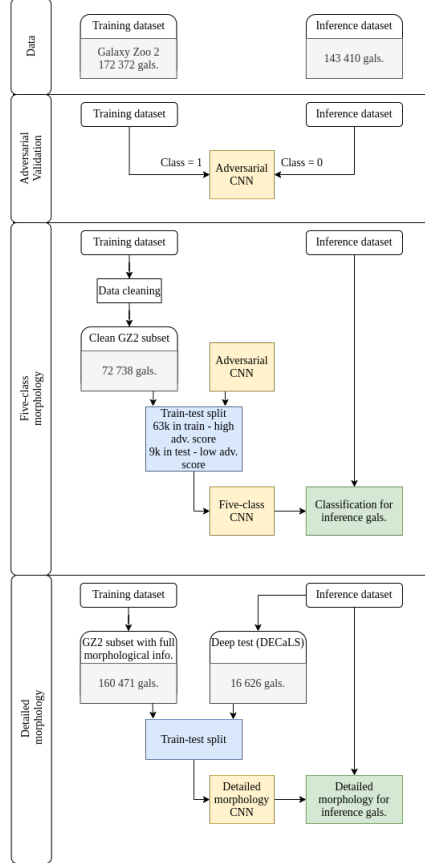 Data
Training dataset
Galaxy Zoo 2
172 372 gals.
Inference dataset
143 410 gals.
Adversarial
Validation
Training dataset
Inference dataset
Class = 1
Adversarial
CNN
Class = 0
Five-class
morphology
Training dataset
Inference dataset
Data cleaning
Clean GZ2 subset
72 738 gals.
Adversarial
CNN
Train-test split
63k in train - high
adv. score
9k in test - low adv.
score
Five-class
CNN
Classification for
inference gals.
Detailed
morphology
Training dataset
Inference dataset
GZ2 subset with full
morphological info.
160 471 gals.
Deep test (DECaLS)
16 626 gals.
Train-test split
Detailed
morphology
CNN
Detailed
morphology for
inference gals.